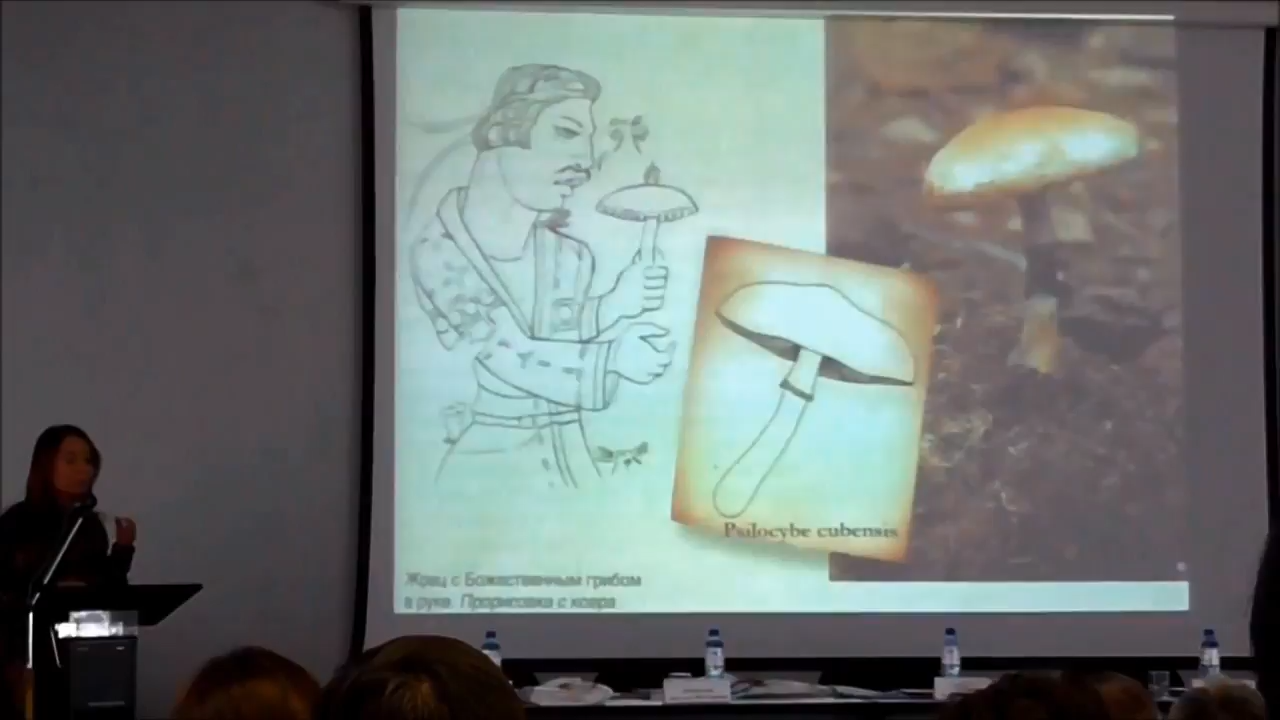 Psilocybe cubensis
Жрец с Божественным грибом
в руке. Прорисовка с ковра